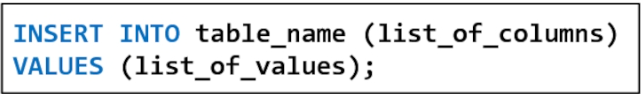 INSERT INTO table_name (list_of_columns)
VALUES (list_of_values);